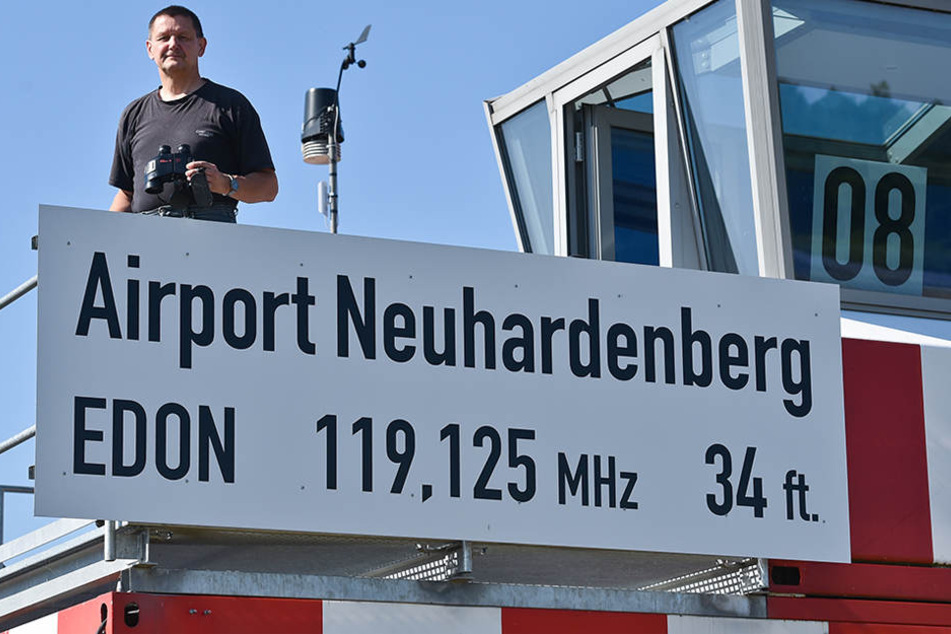 Airport Neuhardenberg
EDON 119,125 MHz 34 ft.
08